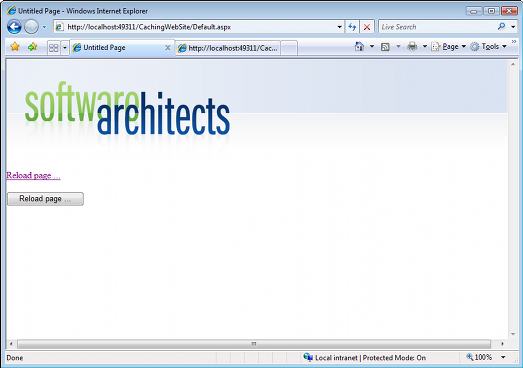 Untitled Page - Windows Internet Explorer
http://localhost:49311/CachingWebSite/Default.aspx
Live Search
Untitled Page
http://localhost:49311/Cac...
Page
Tools
software
architects
Reload page ...
Reload page ...
Done
Local intranet | Protected Mode: On
100%